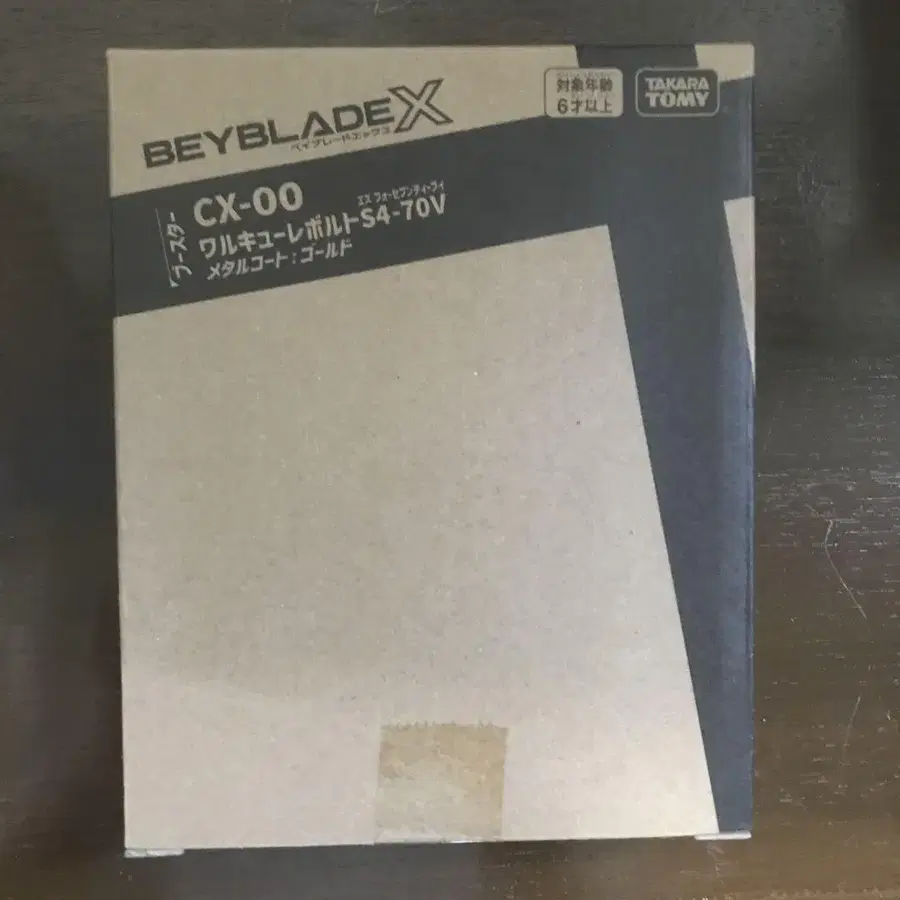 BEYBLADE X
ベイブレードエックス
対象年齢
6才以上
TAKARA
TOMY
ブースター
CX-00
エス フォーセブンティーブイ
ワルキューレボルトS4-70V
メタルコート：ゴールド